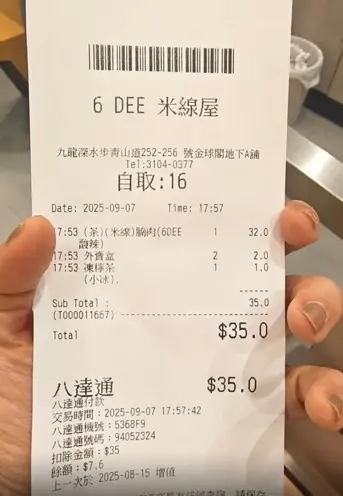 6 DEE 米線屋
九龍深水步青山道252-256 號金球閣地下A舖
Tel:3104-0377
自取:16
Date: 2025-09-07 Time: 17:57
17:53 (茶)(米線)腩肉(6DEE 1 32.0
酸辣)
17:53 外賣盒 2 2.0
17:53 凍檸茶 1 1.0
(小冰).
Sub Total : 35.0
(T000011667)
Total $35.0
八達通 $35.0
八達通付款
交易時間：2025-09-07 17:57:42
八達通機號：5368F9
八達通號碼：94052324
扣除金額：$35
餘額：$7.6
上一次於 2025-08-15 增值